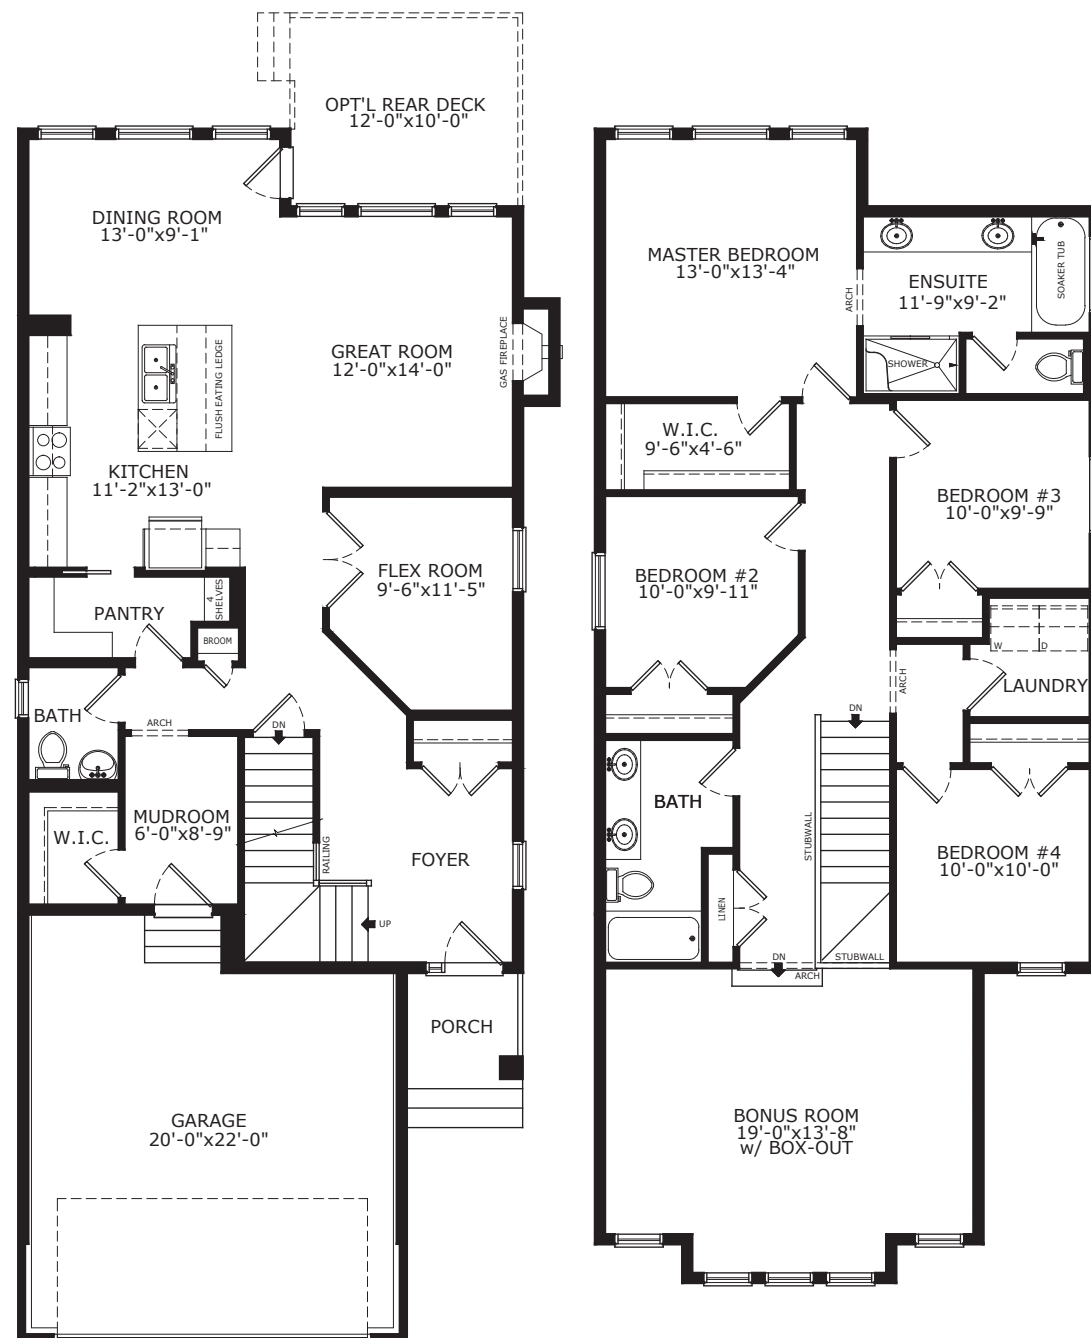 OPT'L REAR DECK
12'-0"x10'-0"
DINING ROOM
13'-0"x9'-1"
GREAT ROOM
12'-0"x14'-0"
GAS FIREPLACE
FLUSH EATING LEDGE
KITCHEN
11'-2"x13'-0"
FLEX ROOM
9'-6"x11'-5"
PANTRY
4
SHELVES
BROOM
BATH
ARCH
DN
MUDROOM
6'-0"x8'-9"
W.I.C.
RAILING
FOYER
UP
PORCH
GARAGE
20'-0"x22'-0"
MASTER BEDROOM
13'-0"x13'-4"
ARCH
ENSUITE
11'-9"x9'-2"
SOAKER TUB
SHOWER
W.I.C.
9'-6"x4'-6"
BEDROOM #3
10'-0"x9'-9"
BEDROOM #2
10'-0"x9'-11"
W
D
LAUNDRY
ARCH
DN
BATH
STUBWALL
BEDROOM #4
10'-0"x10'-0"
LINEN
DN
STUBWALL
ARCH
BONUS ROOM
19'-0"x13'-8"
w/ BOX-OUT